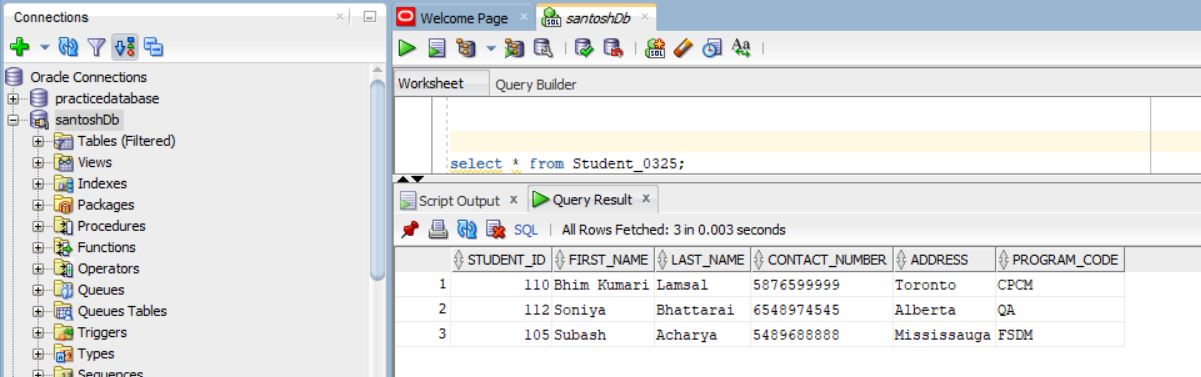 Connections
Oracle Connections
practicedatabase
santoshDb
Tables (Filtered)
Views
Indexes
Packages
Procedures
Functions
Operators
Queues
Queues Tables
Triggers
Types
Sequences
Welcome Page
santoshDb
Worksheet
Query Builder
select * from Student_0325;
Script Output
Query Result
SQL | All Rows Fetched: 3 in 0.003 seconds
STUDENT_ID FIRST_NAME LAST_NAME CONTACT_NUMBER ADDRESS PROGRAM_CODE
1 110 Bhim Kumari Lamsal 5876599999 Toronto CPCM
2 112 Soniya Bhattarai 6548974545 Alberta QA
3 105 Subash Acharya 5489688888 Mississauga FSDM